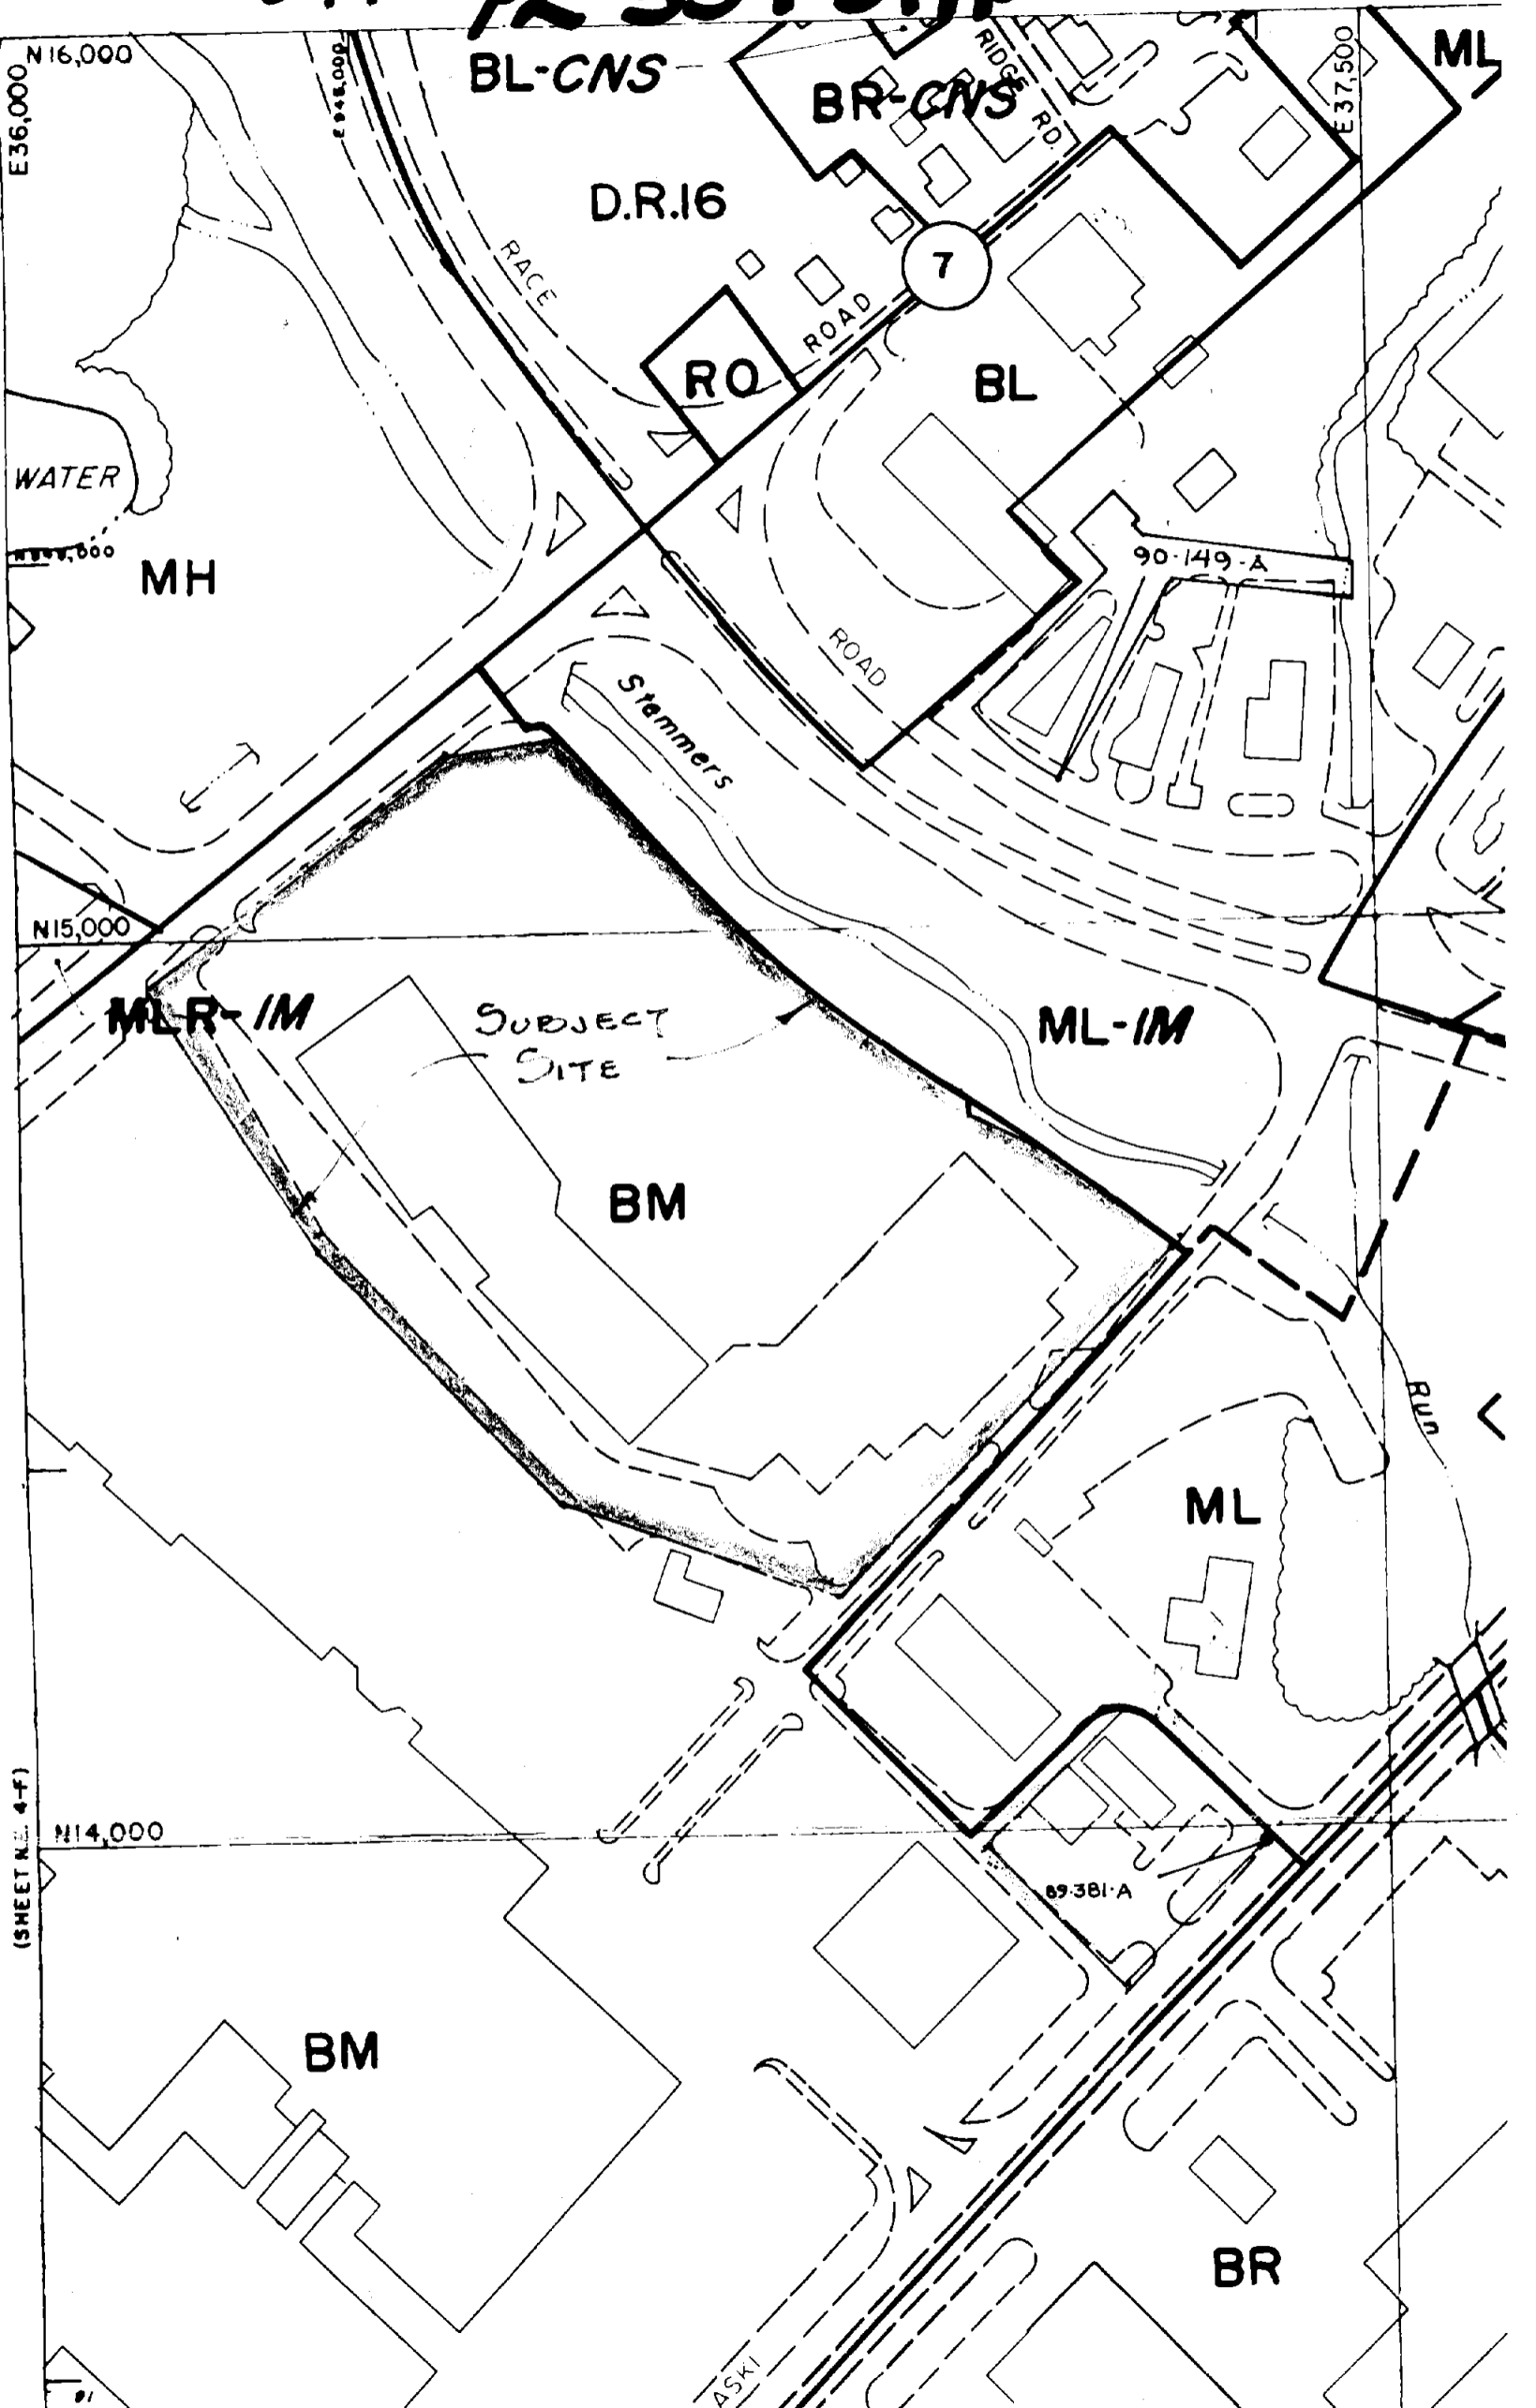 N16,000
E36,000
BL-CNS
BR-CNS
RIDGE RD.
E37,500
ML
D.R.16
RACE
ROAD
7
RO
BL
WATER
MH
90-149-A
ROAD
Stemmers
N15,000
MLR-IM
SUBJECT
SITE
ML-IM
BM
Run
ML
(SHEET N.E. 4-F)
N14,000
89-381-A
BM
BR
ASKI